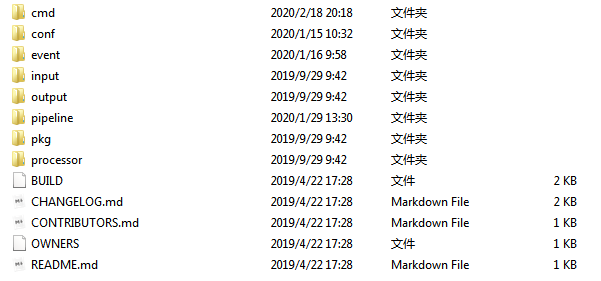 cmd 2020/2/18 20:18 文件夹
conf 2020/1/15 10:32 文件夹
event 2020/1/16 9:58 文件夹
input 2019/9/29 9:42 文件夹
output 2019/9/29 9:42 文件夹
pipeline 2020/1/29 13:30 文件夹
pkg 2019/9/29 9:42 文件夹
processor 2019/9/29 9:42 文件夹
BUILD 2019/4/22 17:28 文件 2 KB
CHANGELOG.md 2019/4/22 17:28 Markdown File 2 KB
CONTRIBUTORS.md 2019/4/22 17:28 Markdown File 1 KB
OWNERS 2019/4/22 17:28 文件 1 KB
README.md 2019/4/22 17:28 Markdown File 1 KB